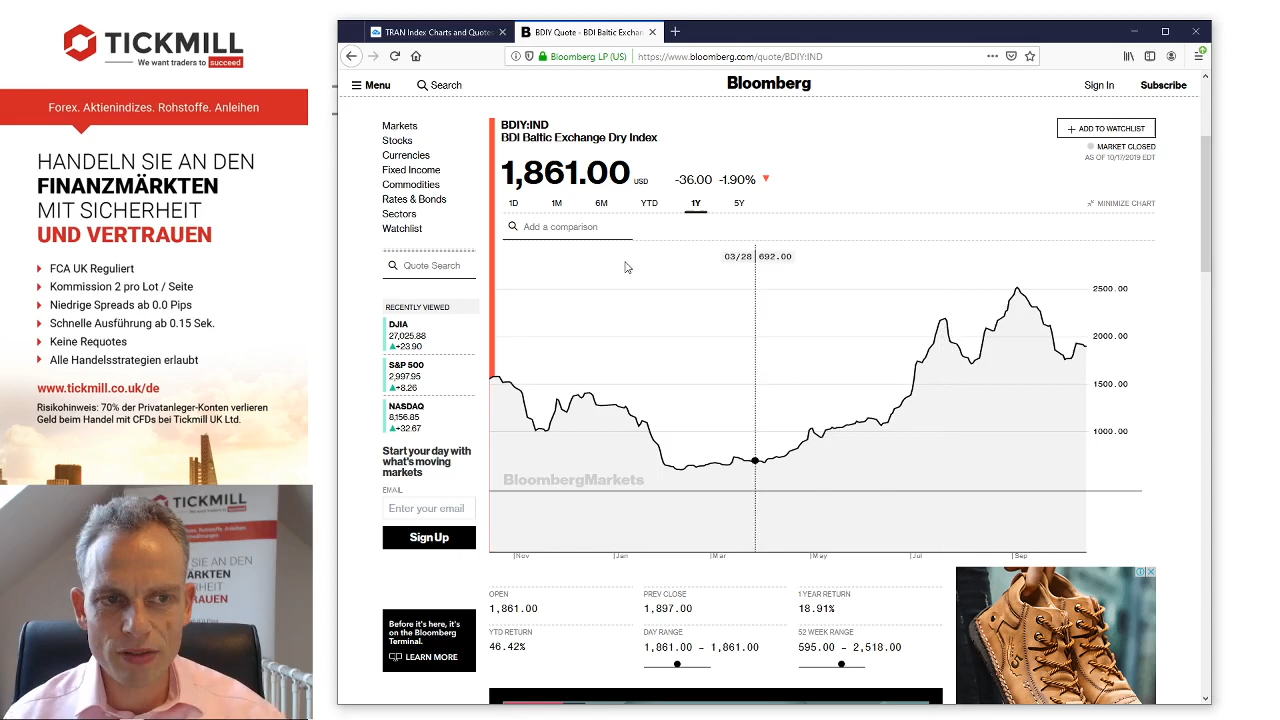 TICKMILL
We want traders to succeed
Forex. Aktienindizes. Rohstoffe. Anleihen
HANDELN SIE AN DEN
FINANZMÄRKTEN
MIT SICHERHEIT
UND VERTRAUEN
FCA UK Reguliert
Kommission 2 pro Lot / Seite
Niedrige Spreads ab 0.0 Pips
Schnelle Ausführung ab 0.15 Sek.
Keine Requotes
Alle Handelsstrategien erlaubt
www.tickmill.co.uk/de
Risikohinweis: 70% der Privatanleger-Konten verlieren
Geld beim Handel mit CFDs bei Tickmill UK Ltd.
TICKMILL
SIE AN DEN
ÄRKTEN
HERHEIT
RAUEN
TRAN Index Charts and Quotes
B BDIY Quote - BDI Baltic Exchan
Bloomberg LP (US) https://www.bloomberg.com/quote/BDIY:IND
Menu Search Bloomberg Sign In Subscribe
Markets
Stocks
Currencies
Fixed Income
Commodities
Rates & Bonds
Sectors
Watchlist
Quote Search
RECENTLY VIEWED
DJIA
27,025.88
+23.90
S&P 500
2,997.95
+8.26
NASDAQ
8,156.85
+32.67
Start your day with
what's moving
markets
EMAIL
Enter your email
Sign Up
Before it's here, it's
on the Bloomberg
Terminal.
LEARN MORE
BDIY:IND
BDI Baltic Exchange Dry Index
1,861.00 USD -36.00 -1.90%
+ ADD TO WATCHLIST
MARKET CLOSED
AS OF 10/17/2019 EDT
1D 1M 6M YTD 1Y 5Y
MINIMIZE CHART
Add a comparison
03/28 692.00
2500.00
2000.00
1500.00
1000.00
BloombergMarkets
Nov Jan Mar May Jul Sep
OPEN PREV CLOSE 1 YEAR RETURN
1,861.00 1,897.00 18.91%
YTD RETURN DAY RANGE 52 WEEK RANGE
46.42% 1,861.00 - 1,861.00 595.00 - 2,518.00